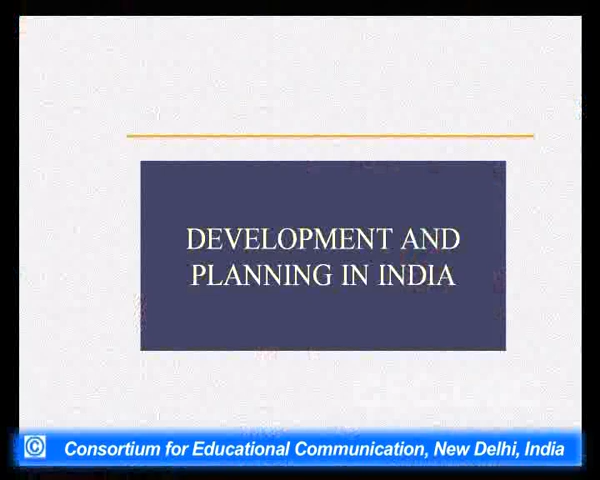 DEVELOPMENT AND
PLANNING IN INDIA
© Consortium for Educational Communication, New Delhi, India